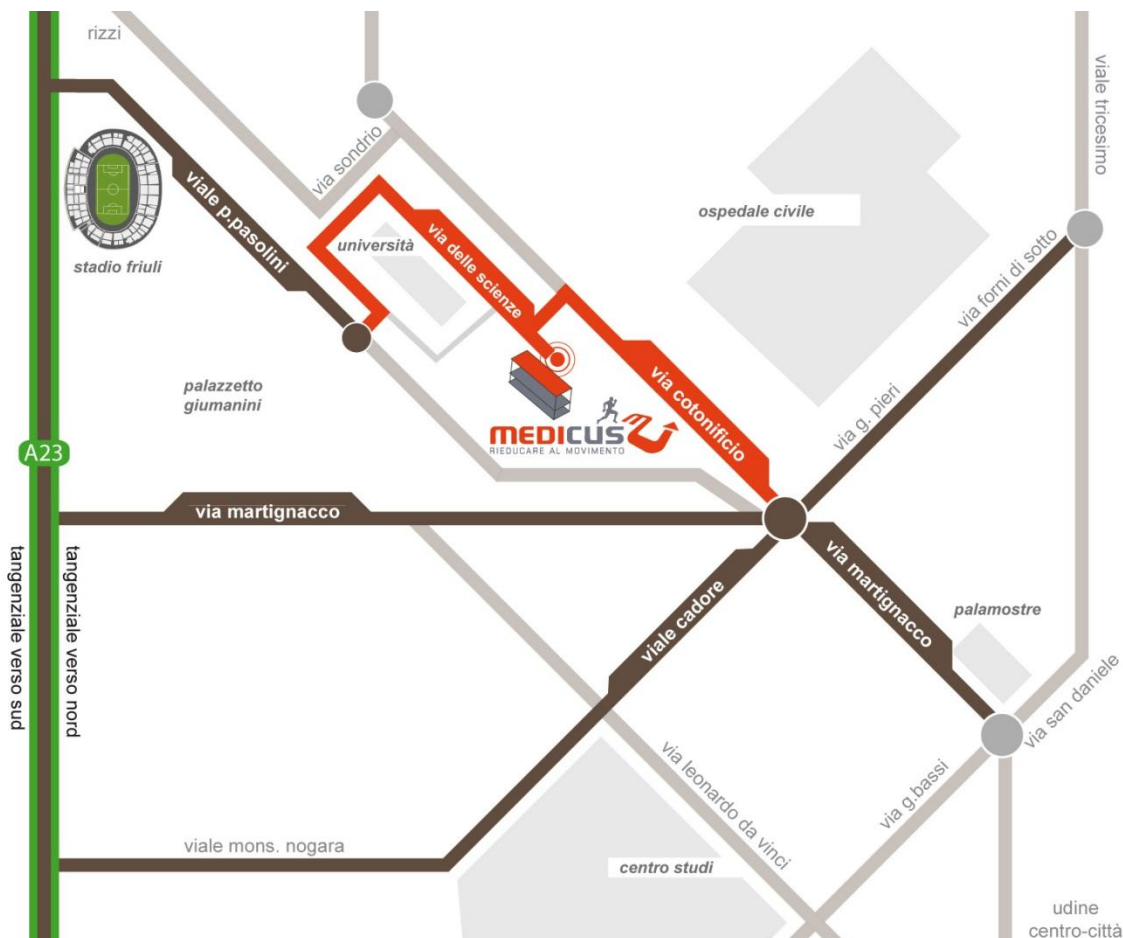 rizzi
via sondrio
viale tricesimo
viale p.pasolini
università
via delle scienze
ospedale civile
stadio friuli
via forni di sotto
palazzetto
giumanini
via cotonificio
via g. pieri
MEDICUS
RIEDUCARE AL MOVIMENTO
A23
via martignacco
via martignacco
viale cadore
palamostre
tangenziale verso sud
tangenziale verso nord
via san daniele
via leonardo da vinci
via g.bassi
viale mons. nogara
centro studi
udine
centro-città